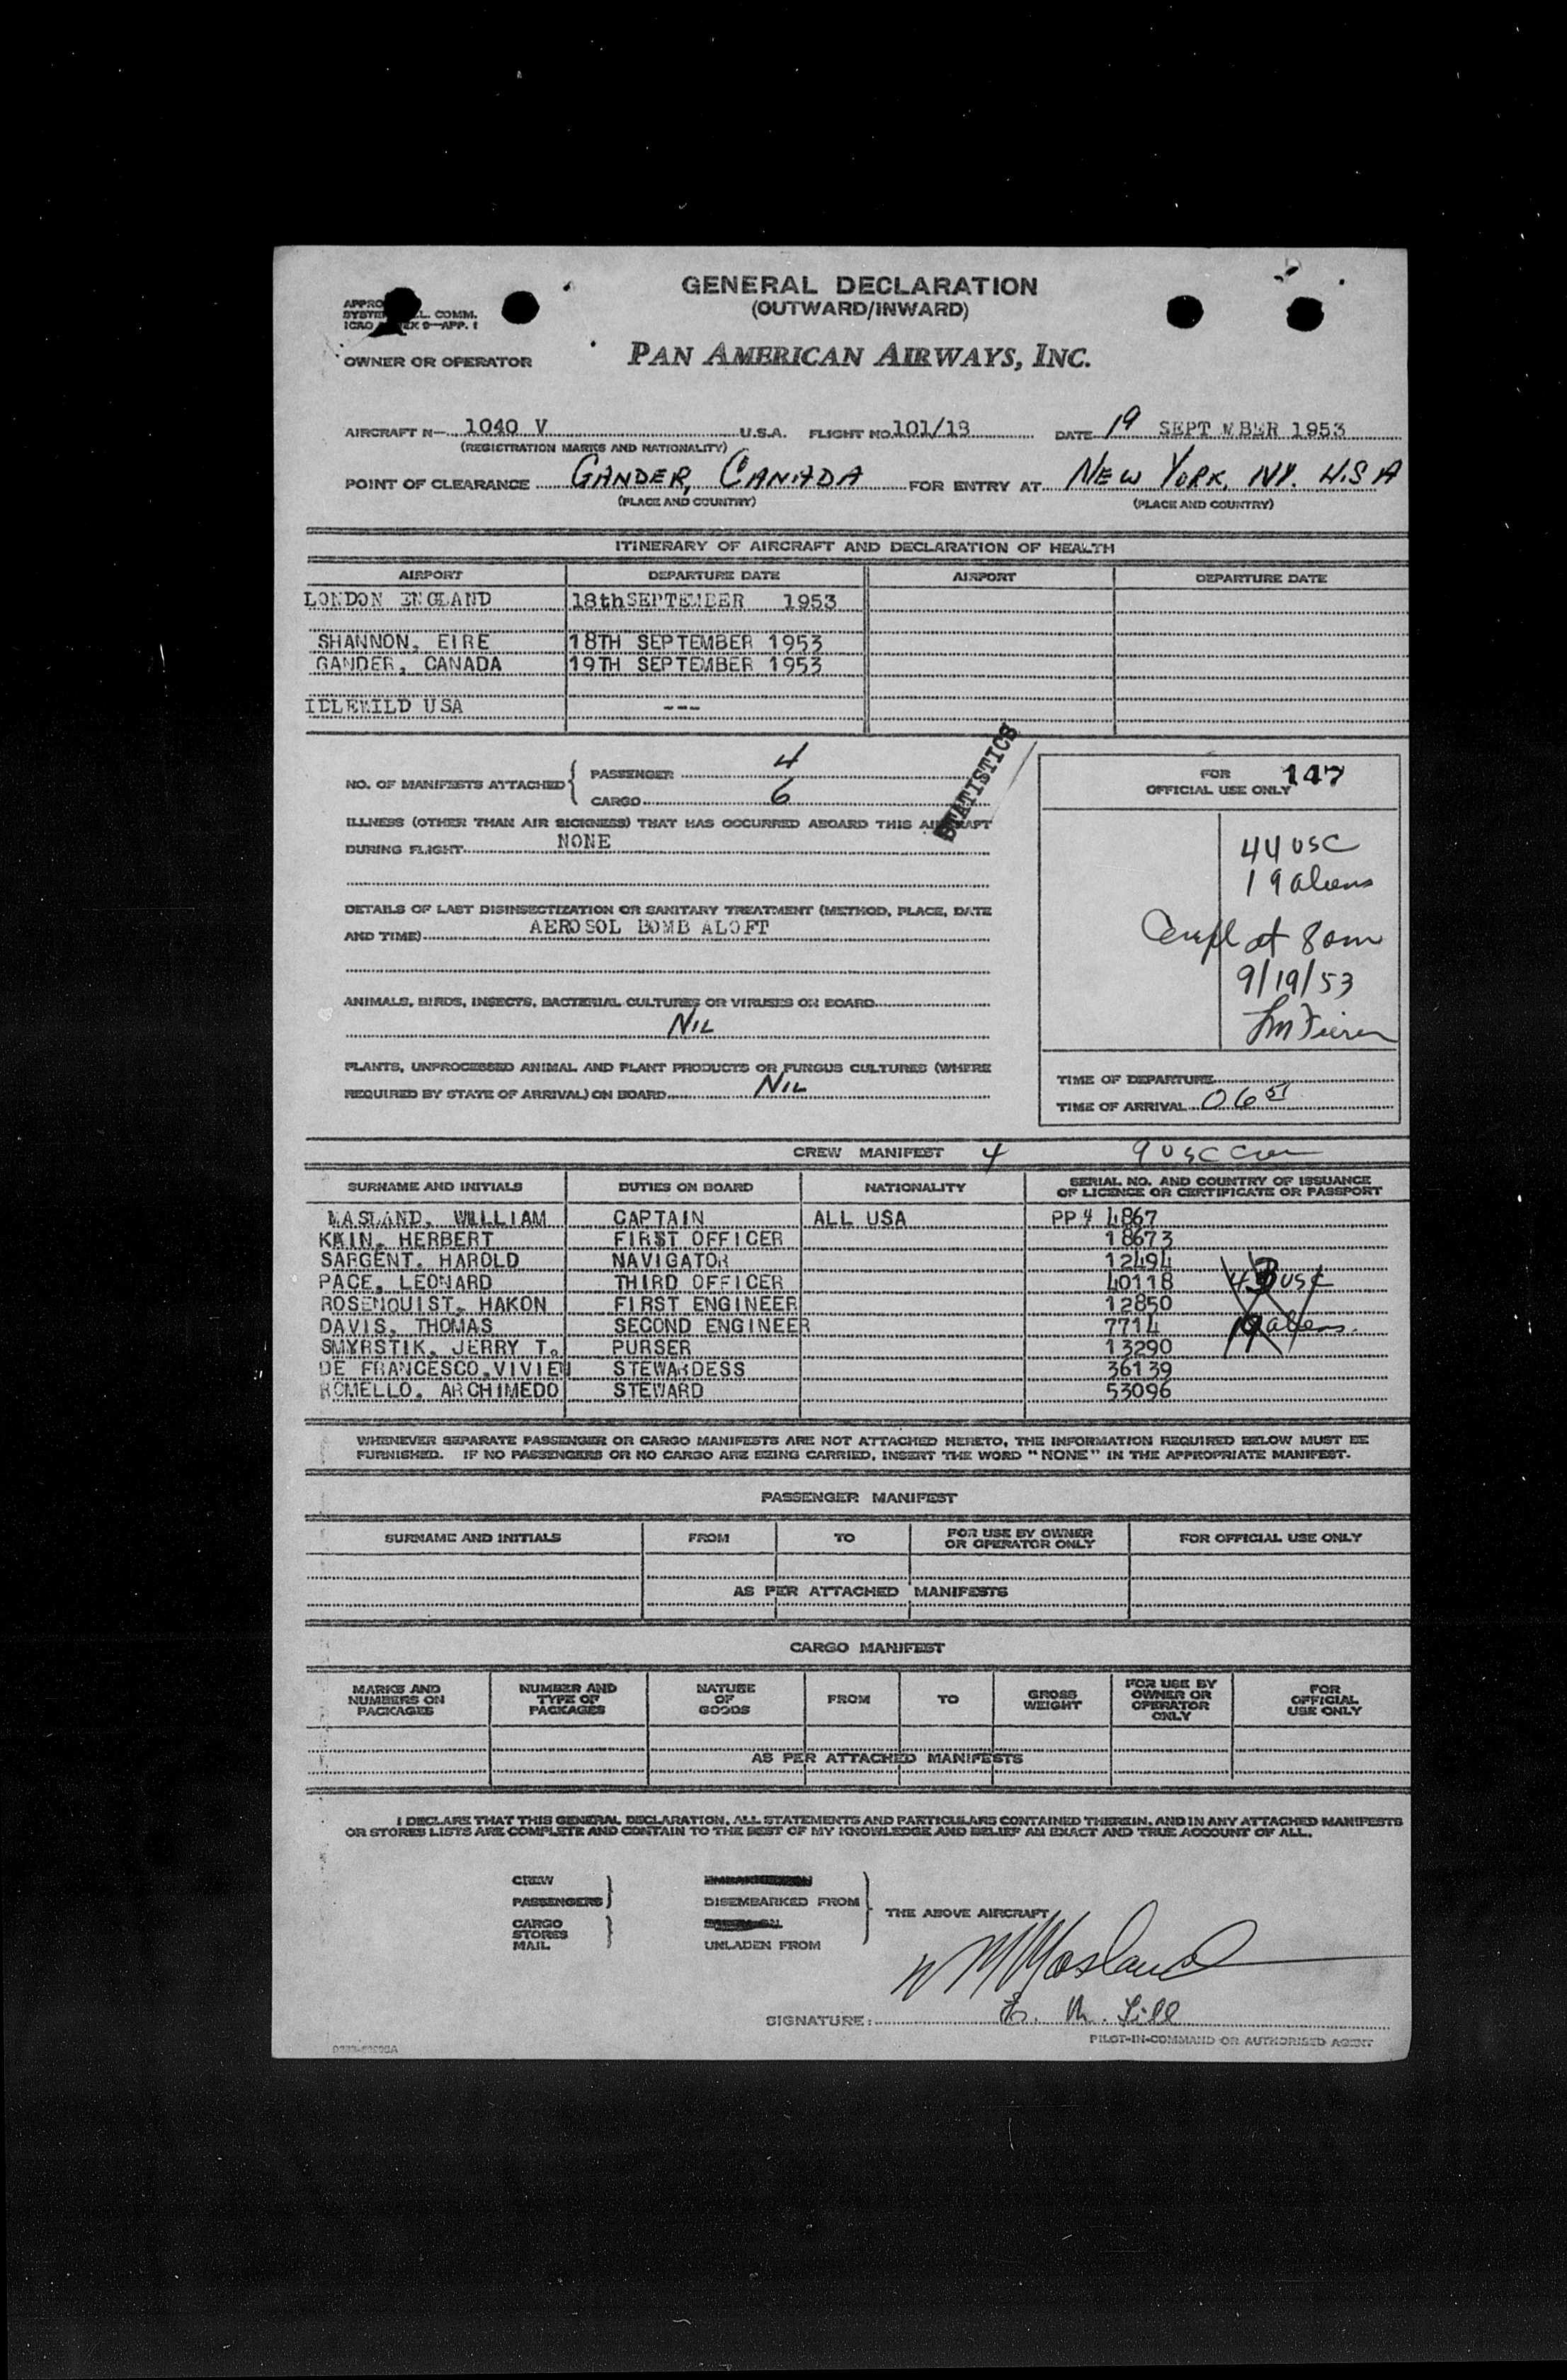 GENERAL DECLARATION
(OUTWARD/INWARD)
ICAO ANNEX 9—APP. 1
OWNER OR OPERATOR PAN AMERICAN AIRWAYS, INC.
AIRCRAFT N— 1040 V U.S.A. FLIGHT NO. 101/18 DATE 19 SEPT MBER 1953
(REGISTRATION MARKS AND NATIONALITY)
POINT OF CLEARANCE GANDER, CANADA FOR ENTRY AT NEW YORK, NY. U.S A
(PLACE AND COUNTRY) (PLACE AND COUNTRY)
ITINERARY OF AIRCRAFT AND DECLARATION OF HEALTH
AIRPORT DEPARTURE DATE AIRPORT DEPARTURE DATE
LONDON ENGLAND 18th SEPTEMBER 1953
SHANNON, EIRE 18TH SEPTEMBER 1953
GANDER, CANADA 19TH SEPTEMBER 1953
IDLEWILD USA ---
NO. OF MANIFESTS ATTACHED { PASSENGER 4
CARGO 6
STATISTICS
FOR OFFICIAL USE ONLY 147
ILLNESS (OTHER THAN AIR SICKNESS) THAT HAS OCCURRED ABOARD THIS AIRCRAFT
DURING FLIGHT NONE
44 USC
19 aliens
DETAILS OF LAST DISINSECTIZATION OR SANITARY TREATMENT (METHOD, PLACE, DATE
AND TIME) AEROSOL BOMB ALOFT
at 8 am
9/19/53
ANIMALS, BIRDS, INSECTS, BACTERIAL CULTURES OR VIRUSES ON BOARD
NIL
PLANTS, UNPROCESSED ANIMAL AND PLANT PRODUCTS OR FUNGUS CULTURES (WHERE
REQUIRED BY STATE OF ARRIVAL) ON BOARD NIL
TIME OF DEPARTURE
TIME OF ARRIVAL 06 51
CREW MANIFEST 4 9 USC Crew
SURNAME AND INITIALS DUTIES ON BOARD NATIONALITY SERIAL NO. AND COUNTRY OF ISSUANCE OF LICENCE OR CERTIFICATE OR PASSPORT
MASLAND, WILLIAM CAPTAIN ALL USA PP# 4867
KAIN, HERBERT FIRST OFFICER 18673
SARGENT, HAROLD NAVIGATOR 12494
PACE, LEONARD THIRD OFFICER 40118 43 USC
ROSENQUIST, HAKON FIRST ENGINEER 12850
DAVIS, THOMAS SECOND ENGINEER 7714 19 aliens.
SMYRSTIK, JERRY T. PURSER 13290
DE FRANCESCO, VIVIEN STEWARDESS 36139
ROMELLO, ARCHIMEDO STEWARD 53096
WHENEVER SEPARATE PASSENGER OR CARGO MANIFESTS ARE NOT ATTACHED HERETO, THE INFORMATION REQUIRED BELOW MUST BE
FURNISHED. IF NO PASSENGERS OR NO CARGO ARE BEING CARRIED, INSERT THE WORD "NONE" IN THE APPROPRIATE MANIFEST.
PASSENGER MANIFEST
SURNAME AND INITIALS FROM TO FOR USE BY OWNER OR OPERATOR ONLY FOR OFFICIAL USE ONLY
AS PER ATTACHED MANIFESTS
CARGO MANIFEST
MARKS AND NUMBERS ON PACKAGES NUMBER AND TYPE OF PACKAGES NATURE OF GOODS FROM TO GROSS WEIGHT FOR USE BY OWNER OR OPERATOR ONLY FOR OFFICIAL USE ONLY
AS PER ATTACHED MANIFESTS
I DECLARE THAT THIS GENERAL DECLARATION, ALL STATEMENTS AND PARTICULARS CONTAINED THEREIN, AND IN ANY ATTACHED MANIFESTS
OR STORES LISTS ARE COMPLETE AND CONTAIN TO THE BEST OF MY KNOWLEDGE AND BELIEF AN EXACT AND TRUE ACCOUNT OF ALL.
CREW
PASSENGERS } DISEMBARKED FROM
CARGO
STORES
MAIL } UNLADEN FROM
THE ABOVE AIRCRAFT
W M Masland
SIGNATURE: E. M. Till
PILOT-IN-COMMAND OR AUTHORISED AGENT